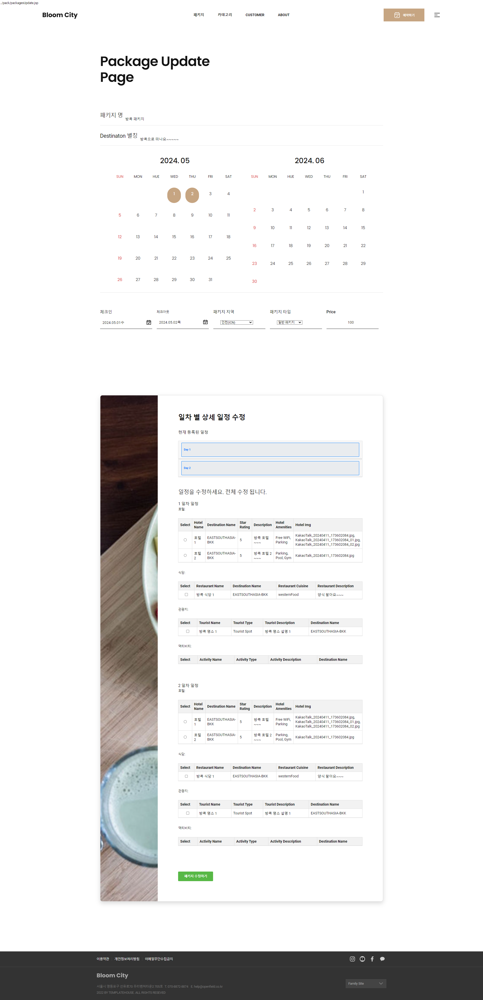 ../pack/packagesUpdate.jsp
Bloom City 패키지 카테고리 CUSTOMER ABOUT 예약하기
Package Update
Page
패키지 명 방콕 패키지
Destinaton 별칭 방콕으로 떠나요~~~~~
2024. 05
SUN MON HUE WED THU FRI SAT
1 2 3 4
5 6 7 8 9 10 11
12 13 14 15 16 17 18
19 20 21 22 23 24 25
26 27 28 29 30 31
2024. 06
SUN MON HUE WED THU FRI SAT
1
2 3 4 5 6 7 8
9 10 11 12 13 14 15
16 17 18 19 20 21 22
23 24 25 26 27 28 29
30
체크인 체크아웃 패키지 지역 패키지 타입 Price
2024.05.01수 2024.05.02목 인천(ICN) 일반 패키지 100
일차 별 상세 일정 수정
현재 등록된 일정
Day 1
Day 2
일정을 수정하세요. 전체 수정 됩니다.
1 일차 일정
호텔:
Select Hotel Name Destination Name Star Rating Description Hotel Amenities Hotel Img
호텔 1 EASTSOUTHASIA-BKK 5 방콕 호텔 ~~~ Free WiFi, Parking KakaoTalk_20240411_173602084.jpg, KakaoTalk_20240411_173602084_01.jpg, KakaoTalk_20240411_173602084_02.jpg
호텔 2 EASTSOUTHASIA-BKK 5 방콕 호텔 2 ~~~ Parking, Pool, Gym KakaoTalk_20240411_173602084.jpg
식당:
Select Restaurant Name Destination Name Restaurant Cuisine Restaurant Description
방콕 식당 1 EASTSOUTHASIA-BKK westernFood 양식 팔아요~~~
관광지:
Select Tourist Name Tourist Type Tourist Description Destination Name
방콕 명소 1 Tourist Spot 방콕 명소 설명 1 EASTSOUTHASIA-BKK
액티비티:
Select Activity Name Activity Type Activity Description Destination Name
2 일차 일정
호텔:
Select Hotel Name Destination Name Star Rating Description Hotel Amenities Hotel Img
호텔 1 EASTSOUTHASIA-BKK 5 방콕 호텔 ~~~ Free WiFi, Parking KakaoTalk_20240411_173602084.jpg, KakaoTalk_20240411_173602084_01.jpg, KakaoTalk_20240411_173602084_02.jpg
호텔 2 EASTSOUTHASIA-BKK 5 방콕 호텔 2 ~~~ Parking, Pool, Gym KakaoTalk_20240411_173602084.jpg
식당:
Select Restaurant Name Destination Name Restaurant Cuisine Restaurant Description
방콕 식당 1 EASTSOUTHASIA-BKK westernFood 양식 팔아요~~~
관광지:
Select Tourist Name Tourist Type Tourist Description Destination Name
방콕 명소 1 Tourist Spot 방콕 명소 설명 1 EASTSOUTHASIA-BKK
액티비티:
Select Activity Name Activity Type Activity Description Destination Name
패키지 수정하기
이용약관 개인정보처리방침 이메일무단수집금지
Bloom City
서울시 영등포구 선유로70 우리벤처타운2 705호 T. 070-8872-8874 E. help@openfield.co.kr
2022 BY TEMPLATEHOUSE. ALL RIGHTS RESEVED
Family Site